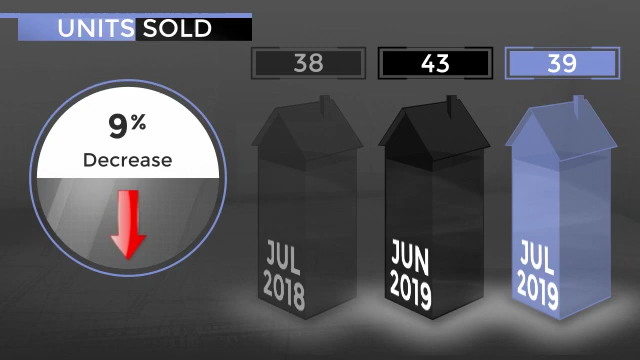 UNITS SOLD
38
43
39
9%
Decrease
JUL
2018
JUN
2019
JUL
2019